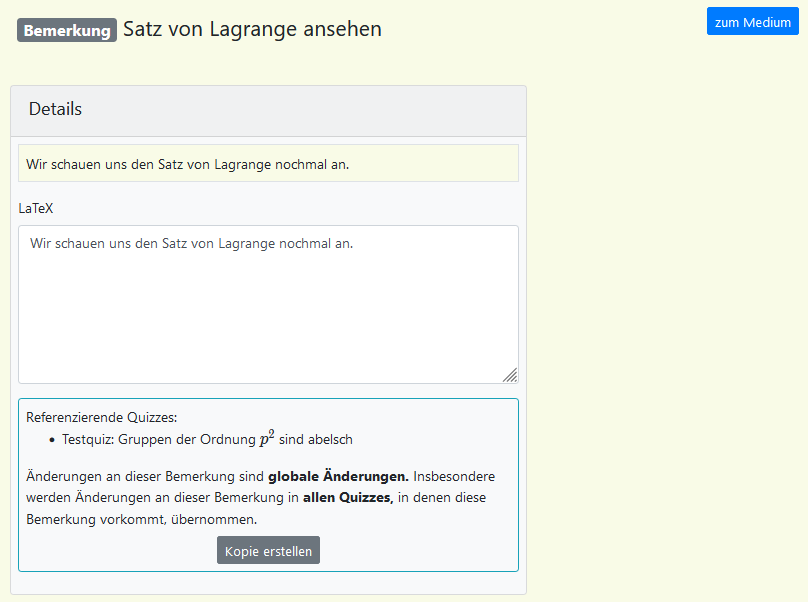 Bemerkung Satz von Lagrange ansehen
zum Medium
Details
Wir schauen uns den Satz von Lagrange nochmal an.
LaTeX
Wir schauen uns den Satz von Lagrange nochmal an.
Referenzierende Quizzes:
• Testquiz: Gruppen der Ordnung p² sind abelsch
Änderungen an dieser Bemerkung sind globale Änderungen. Insbesondere
werden Änderungen an dieser Bemerkung in allen Quizzes, in denen diese
Bemerkung vorkommt, übernommen.
Kopie erstellen